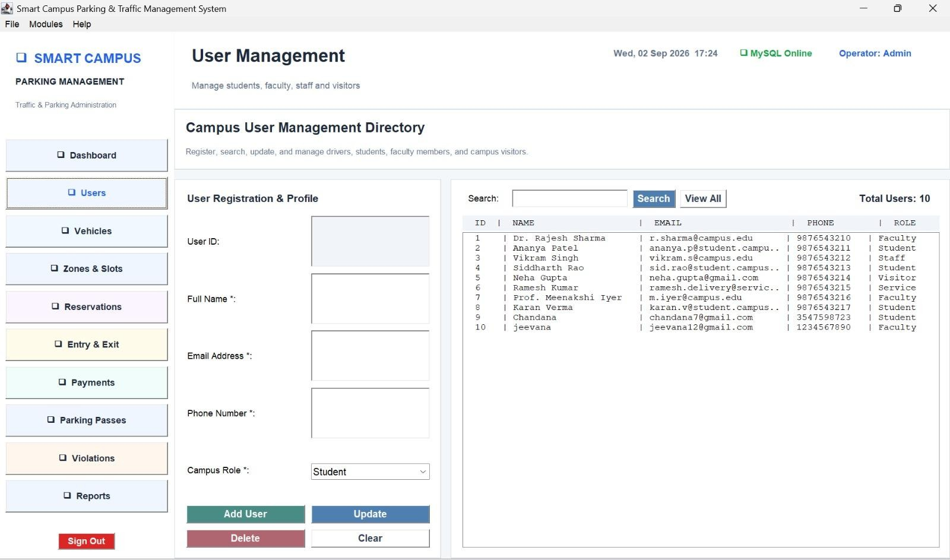 Smart Campus Parking & Traffic Management System
File Modules Help
SMART CAMPUS
PARKING MANAGEMENT
Traffic & Parking Administration
Dashboard
Users
Vehicles
Zones & Slots
Reservations
Entry & Exit
Payments
Parking Passes
Violations
Reports
Sign Out
User Management
Manage students, faculty, staff and visitors
Wed, 02 Sep 2026 17:24
MySQL Online
Operator: Admin
Campus User Management Directory
Register, search, update, and manage drivers, students, faculty members, and campus visitors.
User Registration & Profile
User ID:
Full Name *:
Email Address *:
Phone Number *:
Campus Role *: Student
Add User Update
Delete Clear
Search: Search View All Total Users: 10
ID | NAME | EMAIL | PHONE | ROLE
1 | Dr. Rajesh Sharma | r.sharma@campus.edu | 9876543210 | Faculty
2 | Ananya Patel | ananya.p@student.campu.. | 9876543211 | Student
3 | Vikram Singh | vikram.s@campus.edu | 9876543212 | Staff
4 | Siddharth Rao | sid.rao@student.campus.. | 9876543213 | Student
5 | Neha Gupta | neha.gupta@gmail.com | 9876543214 | Visitor
6 | Ramesh Kumar | ramesh.delivery@servic.. | 9876543215 | Service
7 | Prof. Meenakshi Iyer | m.iyer@campus.edu | 9876543216 | Faculty
8 | Karan Verma | karan.v@student.campus.. | 9876543217 | Student
9 | Chandana | chandana7@gmail.com | 3547598723 | Student
10 | jeevana | jeevana12@gmail.com | 1234567890 | Faculty